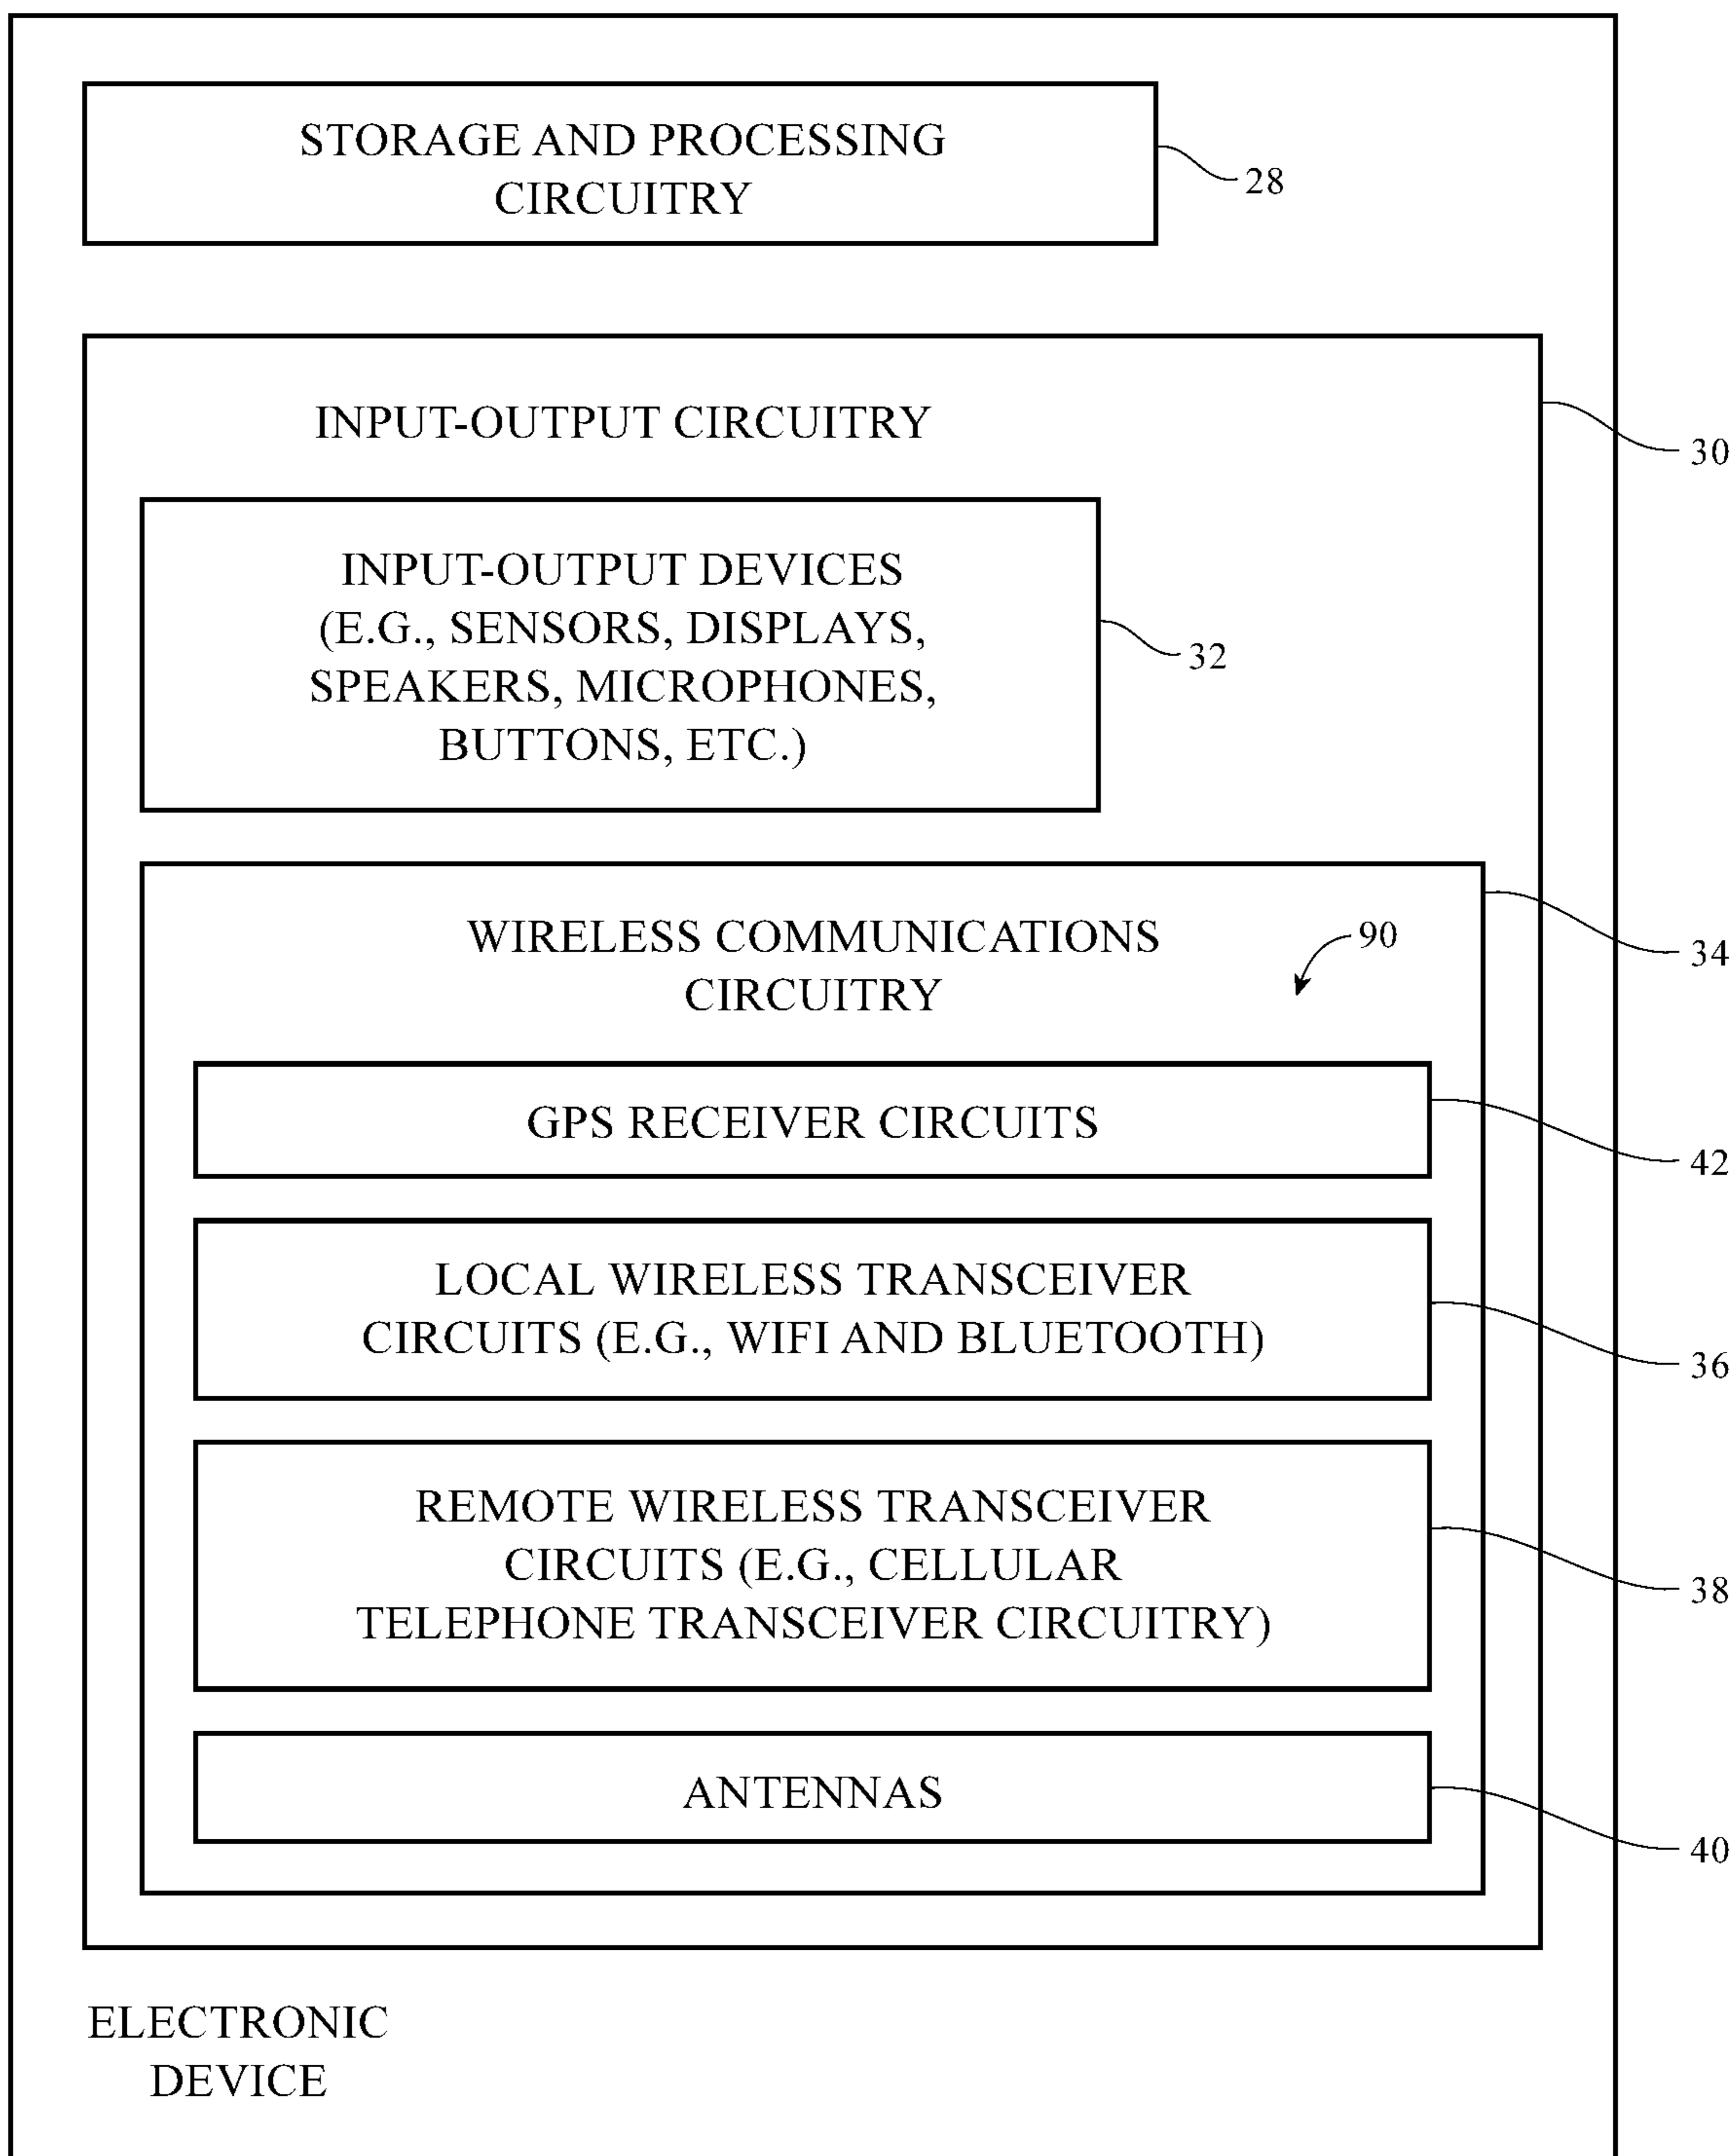 STORAGE AND PROCESSING
CIRCUITRY
28
INPUT-OUTPUT CIRCUITRY
30
INPUT-OUTPUT DEVICES
(E.G., SENSORS, DISPLAYS,
SPEAKERS, MICROPHONES,
BUTTONS, ETC.)
32
WIRELESS COMMUNICATIONS
CIRCUITRY
90
34
GPS RECEIVER CIRCUITS
42
LOCAL WIRELESS TRANSCEIVER
CIRCUITS (E.G., WIFI AND BLUETOOTH)
36
REMOTE WIRELESS TRANSCEIVER
CIRCUITS (E.G., CELLULAR
TELEPHONE TRANSCEIVER CIRCUITRY)
38
ANTENNAS
40
ELECTRONIC
DEVICE